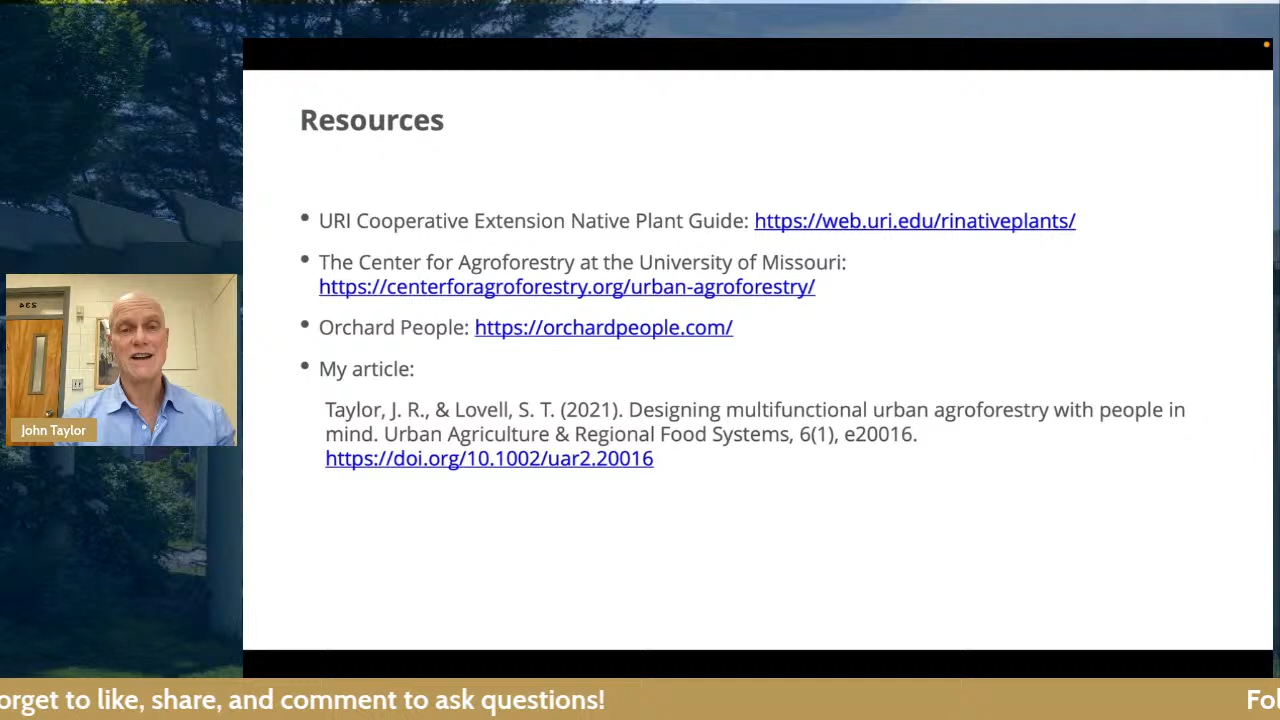 Resources
• URI Cooperative Extension Native Plant Guide: https://web.uri.edu/rinativeplants/
• The Center for Agroforestry at the University of Missouri:
https://centerforagroforestry.org/urban-agroforestry/
• Orchard People: https://orchardpeople.com/
• My article:
Taylor, J. R., & Lovell, S. T. (2021). Designing multifunctional urban agroforestry with people in
mind. Urban Agriculture & Regional Food Systems, 6(1), e20016.
https://doi.org/10.1002/uar2.20016
234
John Taylor
orget to like, share, and comment to ask questions!
Fol